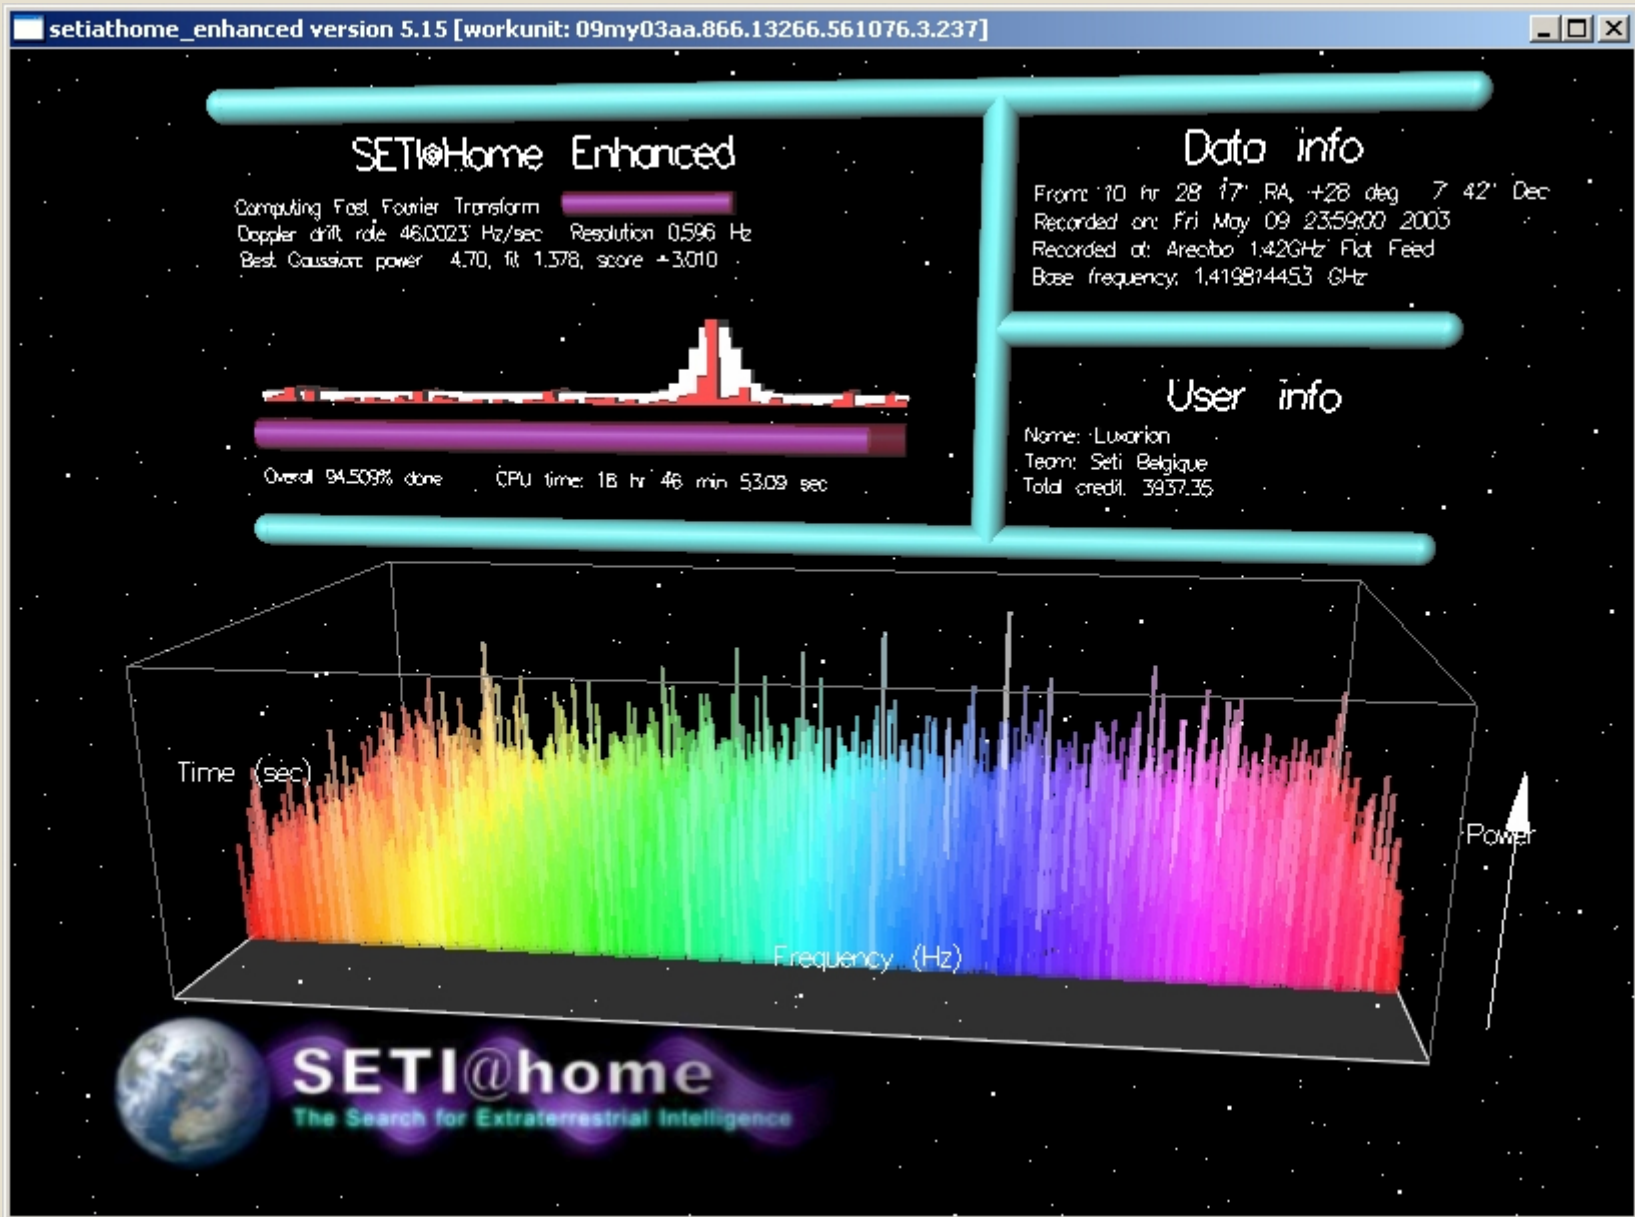 setiathome_enhanced version 5.15 [workunit: 09my03aa.866.13266.561076.3.237]
SETI@Home Enhanced
Computing Fast Fourier Transform
Doppler drift rate 46.0023 Hz/sec Resolution 0.596 Hz
Best Gaussian: power 4.70, fit 1.378, score -3.010
Overall 94.509% done CPU time: 18 hr 46 min 53.09 sec
Data info
From: 10 hr 28 17" RA, +28 deg 7 42" Dec
Recorded on: Fri May 09 23:59:00 2003
Recorded at: Arecibo 1.42GHz Flat Feed
Base frequency: 1.419814453 GHz
User info
Name: Luxorion
Team: Seti Belgique
Total credit: 3937.35
Time (sec)
Power
Frequency (Hz)
SETI@home
The Search for Extraterrestrial Intelligence